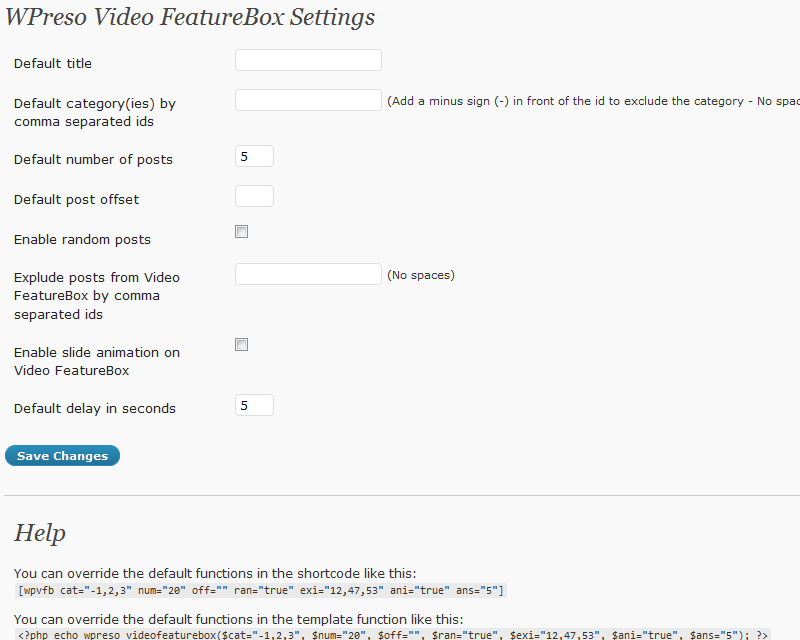 WPreso Video FeatureBox Settings
Default title
Default category(ies) by
comma separated ids
(Add a minus sign (-) in front of the id to exclude the category - No
Default number of posts
5
Default post offset
Enable random posts
Explude posts from Video
FeatureBox by comma
separated ids
(No spaces)
Enable slide animation on
Video FeatureBox
Default delay in seconds
5
Save Changes
Help
You can override the default functions in the shortcode like this:
[wpvfb cat="-1,2,3" num="20" off="" ran="true" exi="12,47,53" ani="true" ans="5"]
You can override the default functions in the template function like this:
<?php echo wpreso_videofeaturebox($cat="-1,2,3", $num="20", $off="", $ran="true", $exi="12,47,53", $ani="true", $ans="5"); ?>